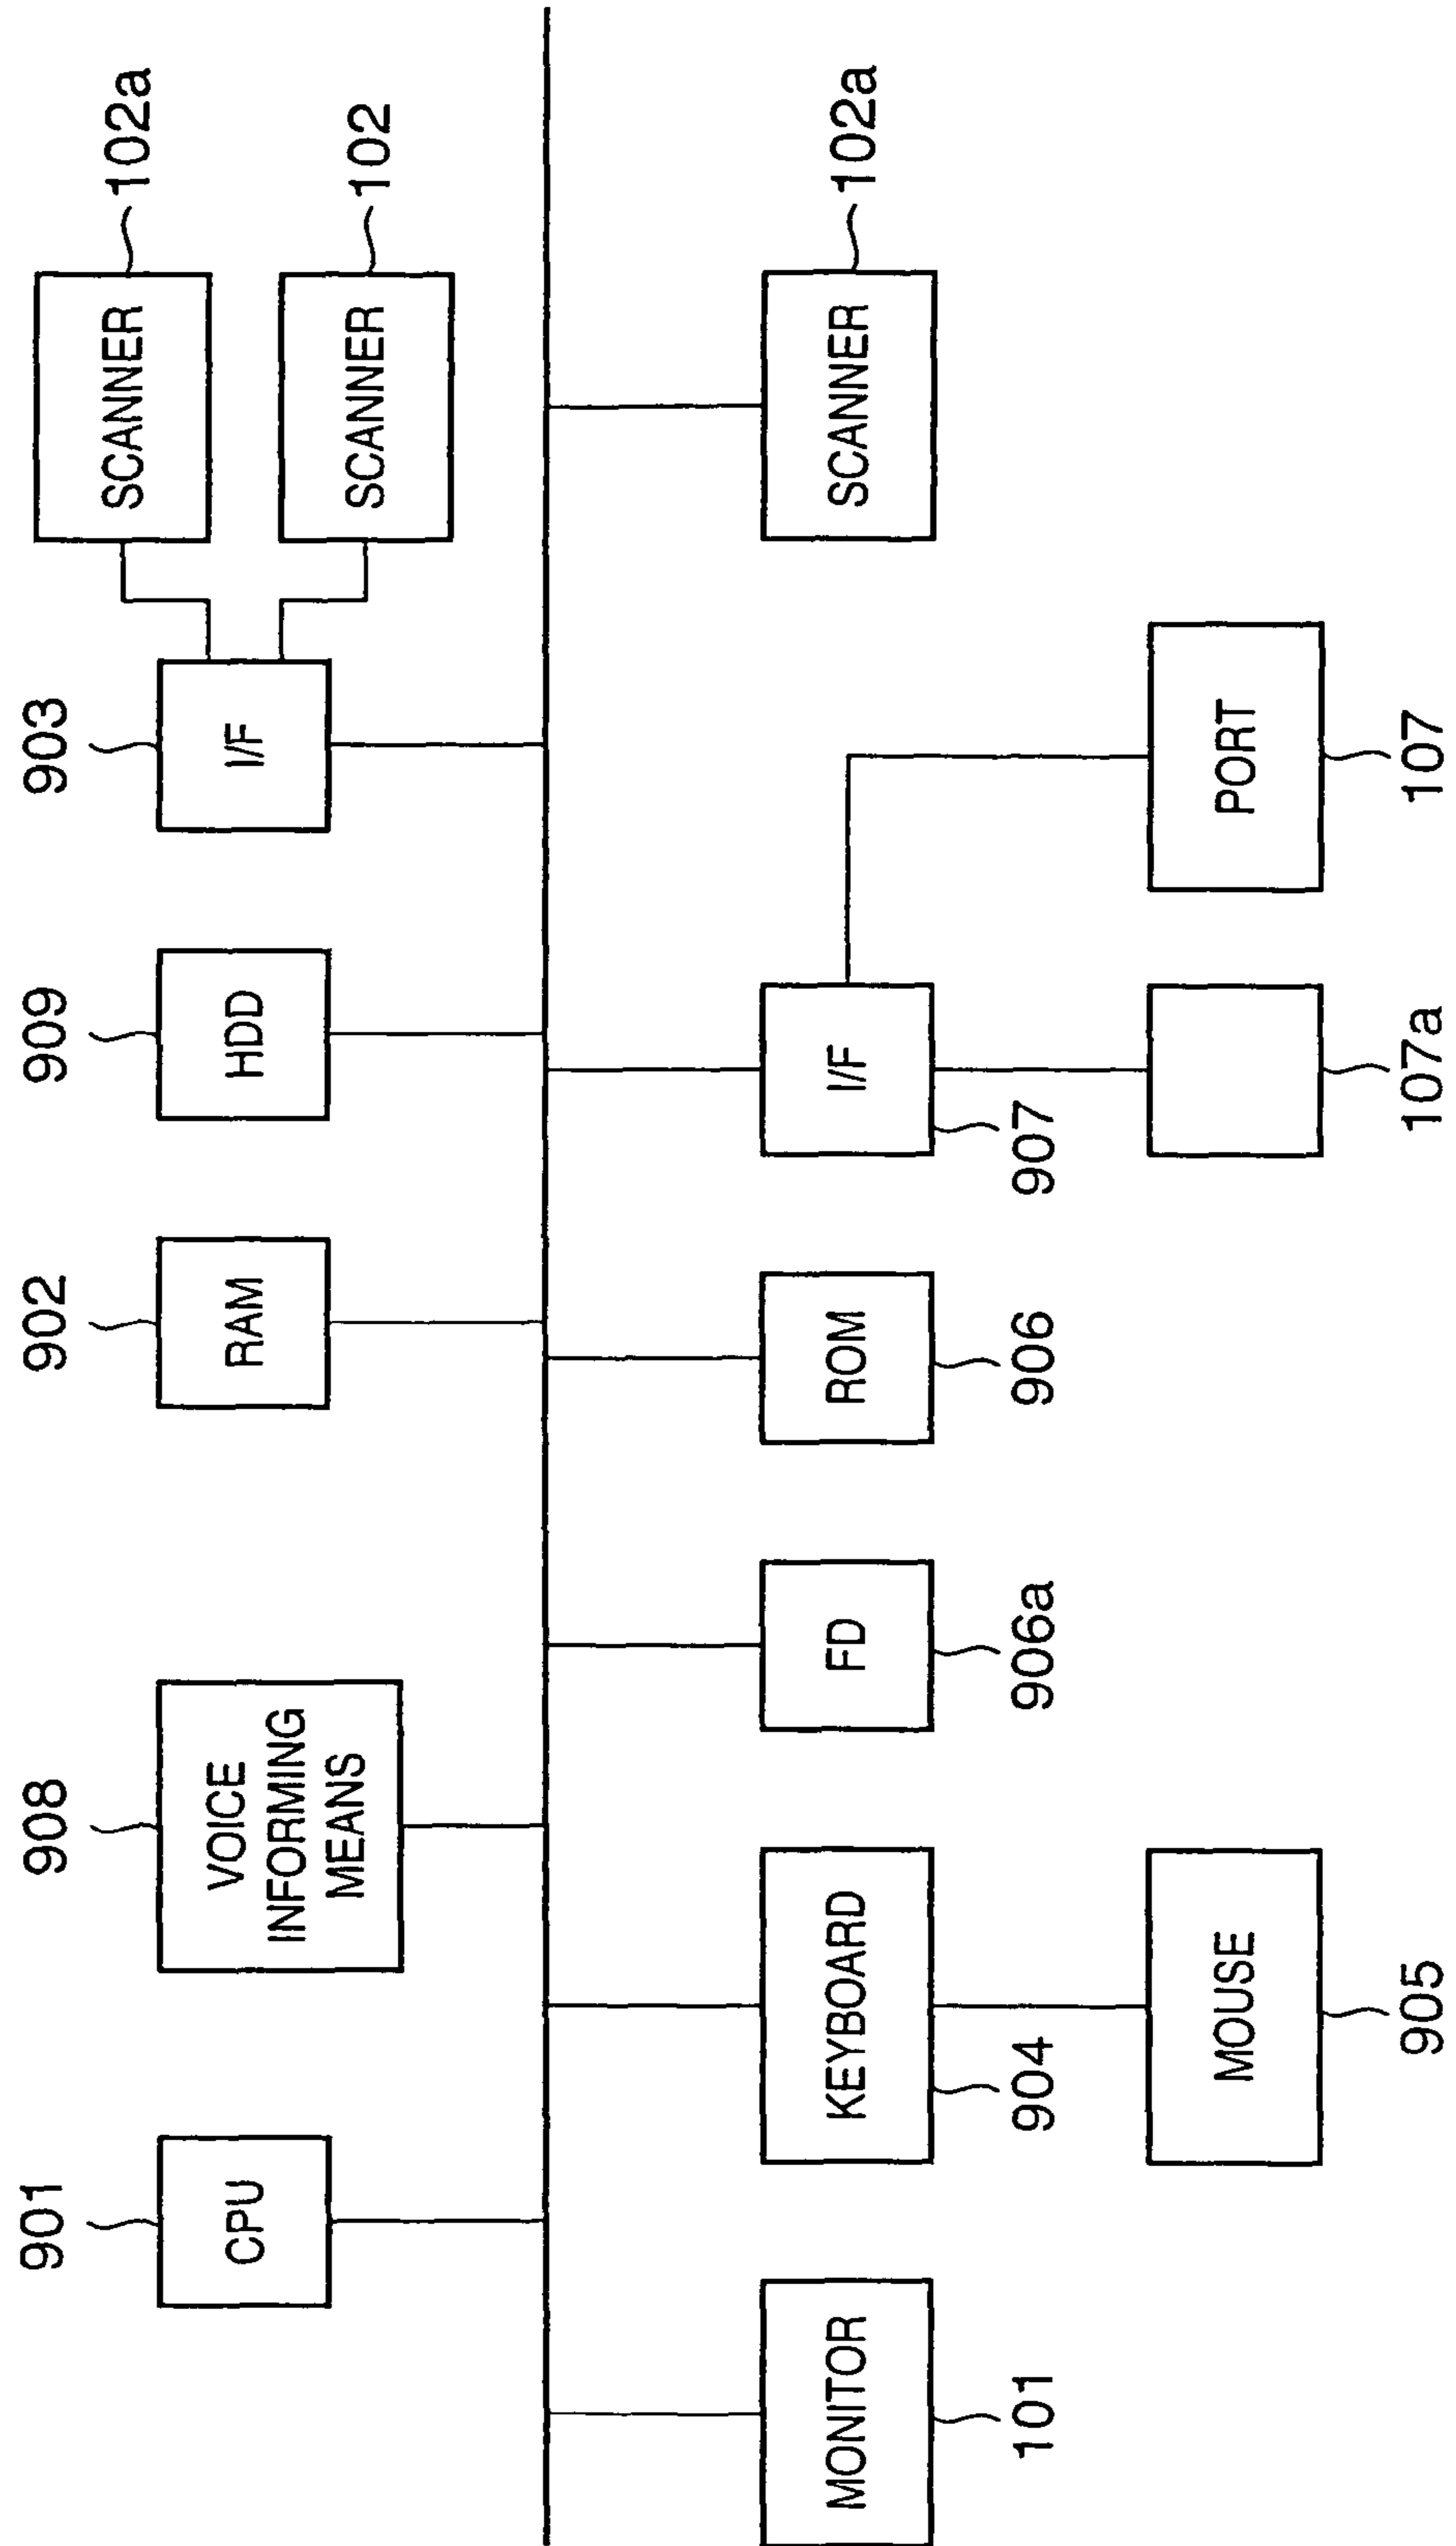 901
908
902
909
903
102a
CPU
VOICE
INFORMING
MEANS
RAM
HDD
I/F
SCANNER
SCANNER
102
MONITOR
KEYBOARD
FD
ROM
I/F
SCANNER
102a
101
904
906a
906
907
MOUSE
PORT
905
107a
107